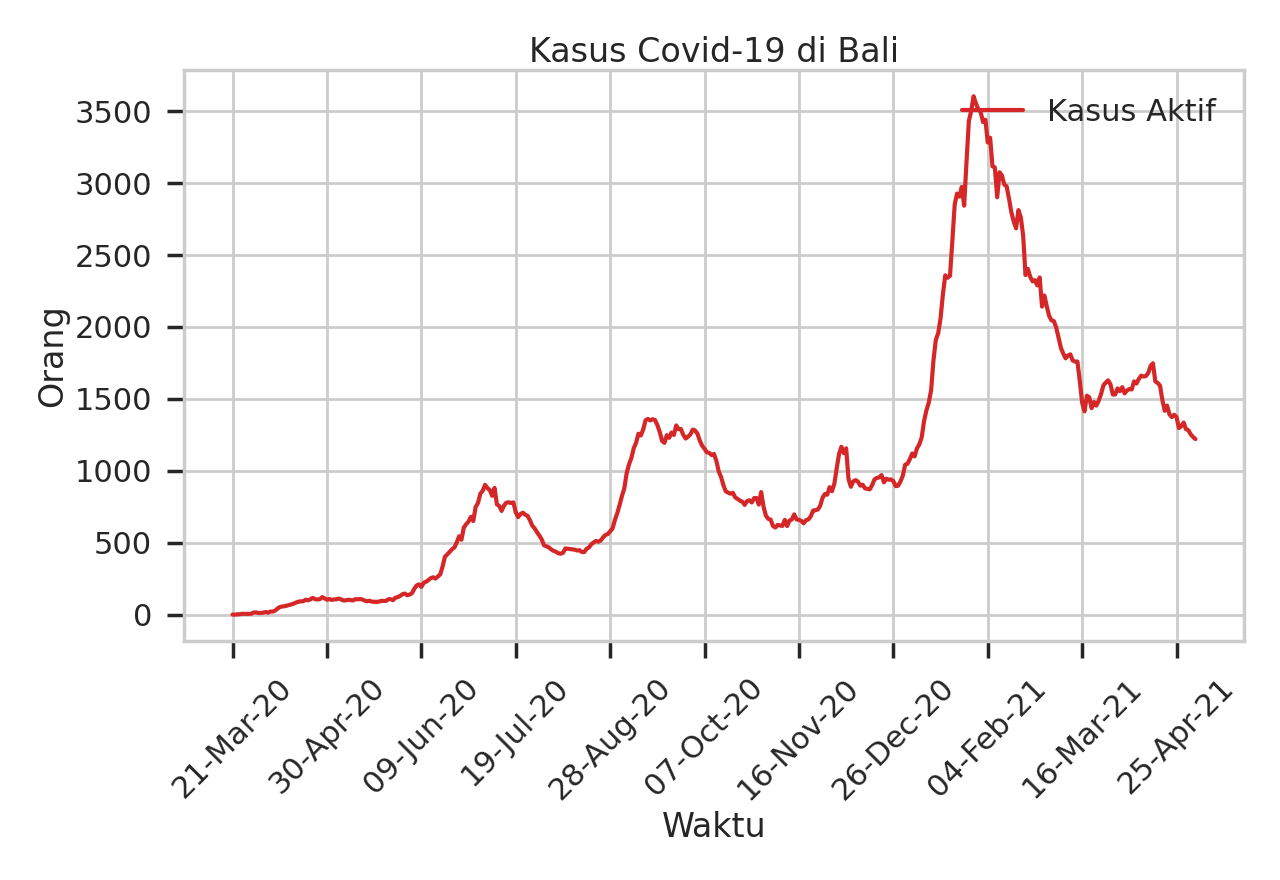 Kasus Covid-19 di Bali
Kasus Aktif
Orang
3500
3000
2500
2000
1500
1000
500
0
21-Mar-20
30-Apr-20
09-Jun-20
19-Jul-20
28-Aug-20
07-Oct-20
16-Nov-20
26-Dec-20
04-Feb-21
16-Mar-21
25-Apr-21
Waktu